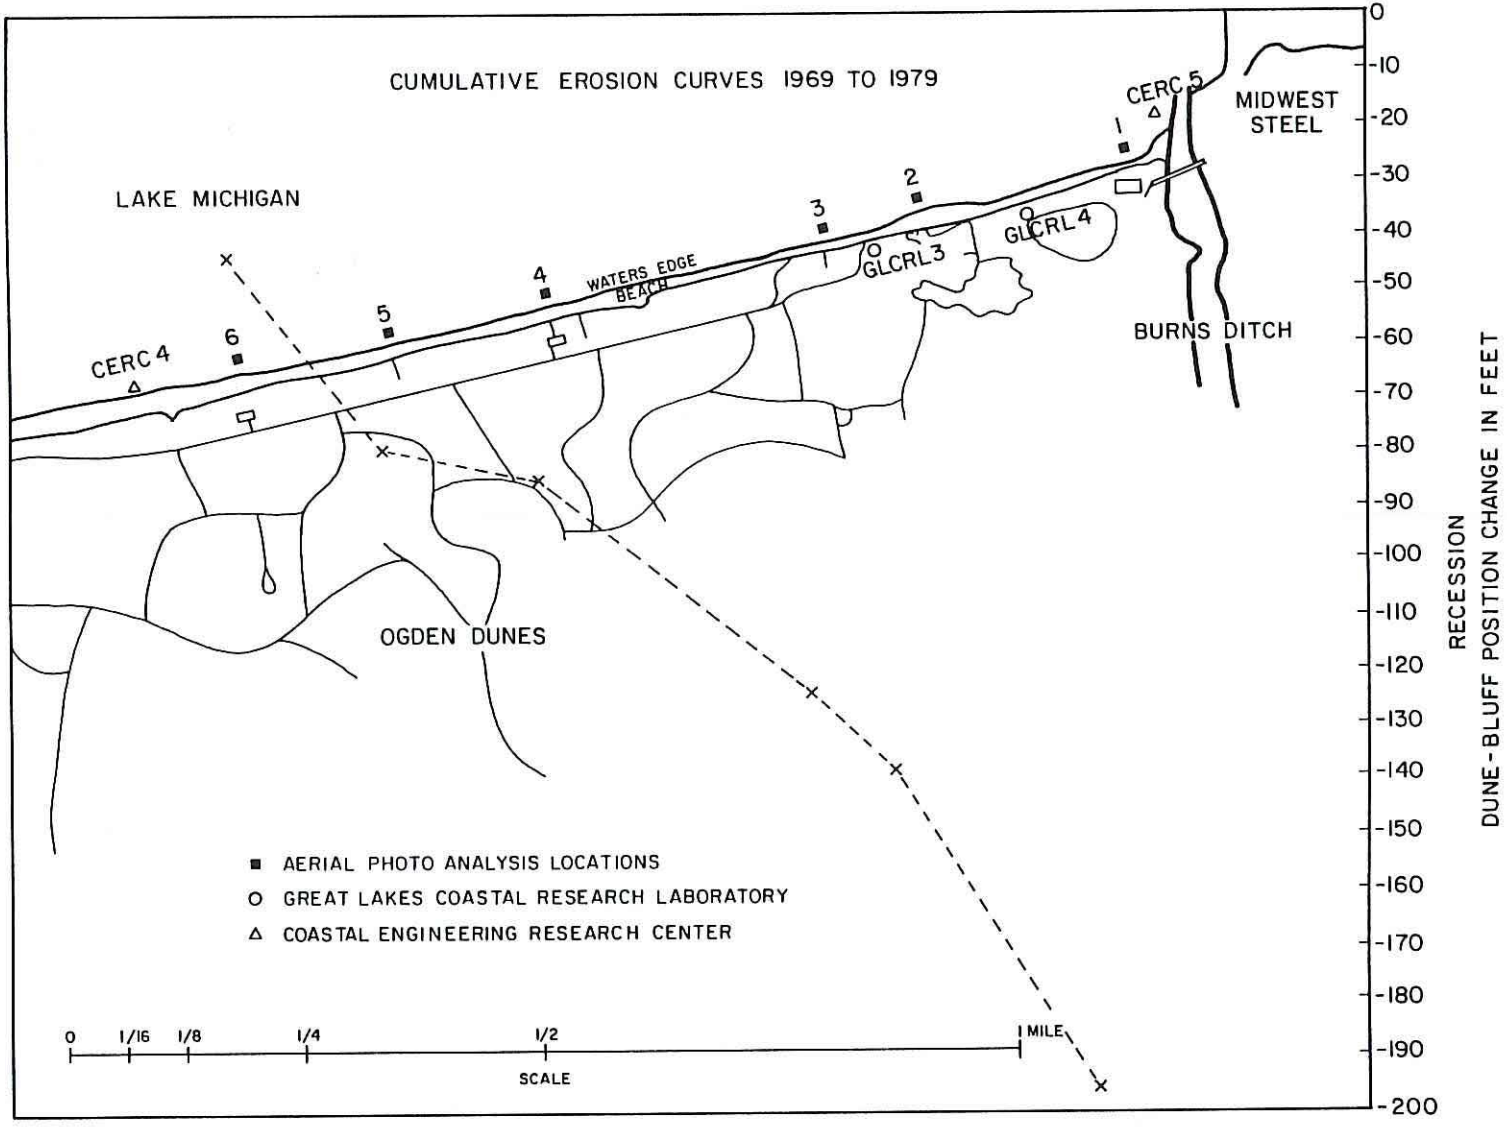 CUMULATIVE EROSION CURVES 1969 TO 1979
LAKE MICHIGAN
CERC 5
MIDWEST
STEEL
1
2
3
4
5
6
CERC 4
WATERS EDGE
BEACH
GLCRL 3
GLCRL 4
BURNS DITCH
OGDEN DUNES
AERIAL PHOTO ANALYSIS LOCATIONS
GREAT LAKES COASTAL RESEARCH LABORATORY
COASTAL ENGINEERING RESEARCH CENTER
0 1/16 1/8 1/4 1/2 1 MILE
SCALE
0
-10
-20
-30
-40
-50
-60
-70
-80
-90
-100
-110
-120
-130
-140
-150
-160
-170
-180
-190
-200
RECESSION
DUNE-BLUFF POSITION CHANGE IN FEET